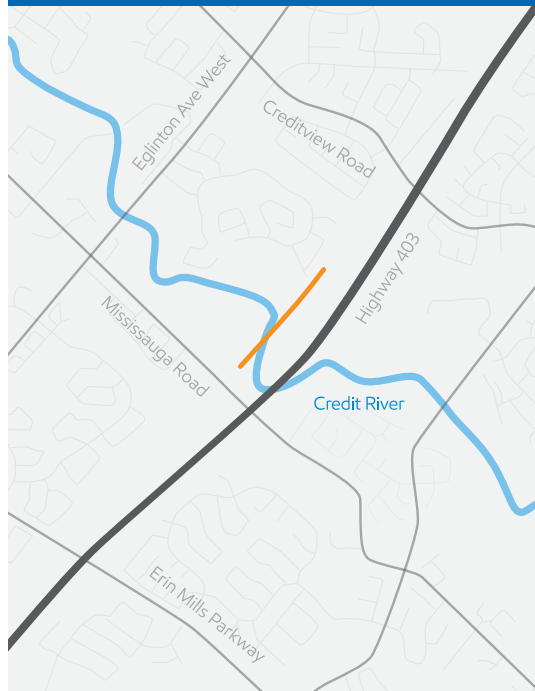 Eglinton Ave West
Creditview Road
Highway 403
Mississauga Road
Credit River
Erin Mills Parkway